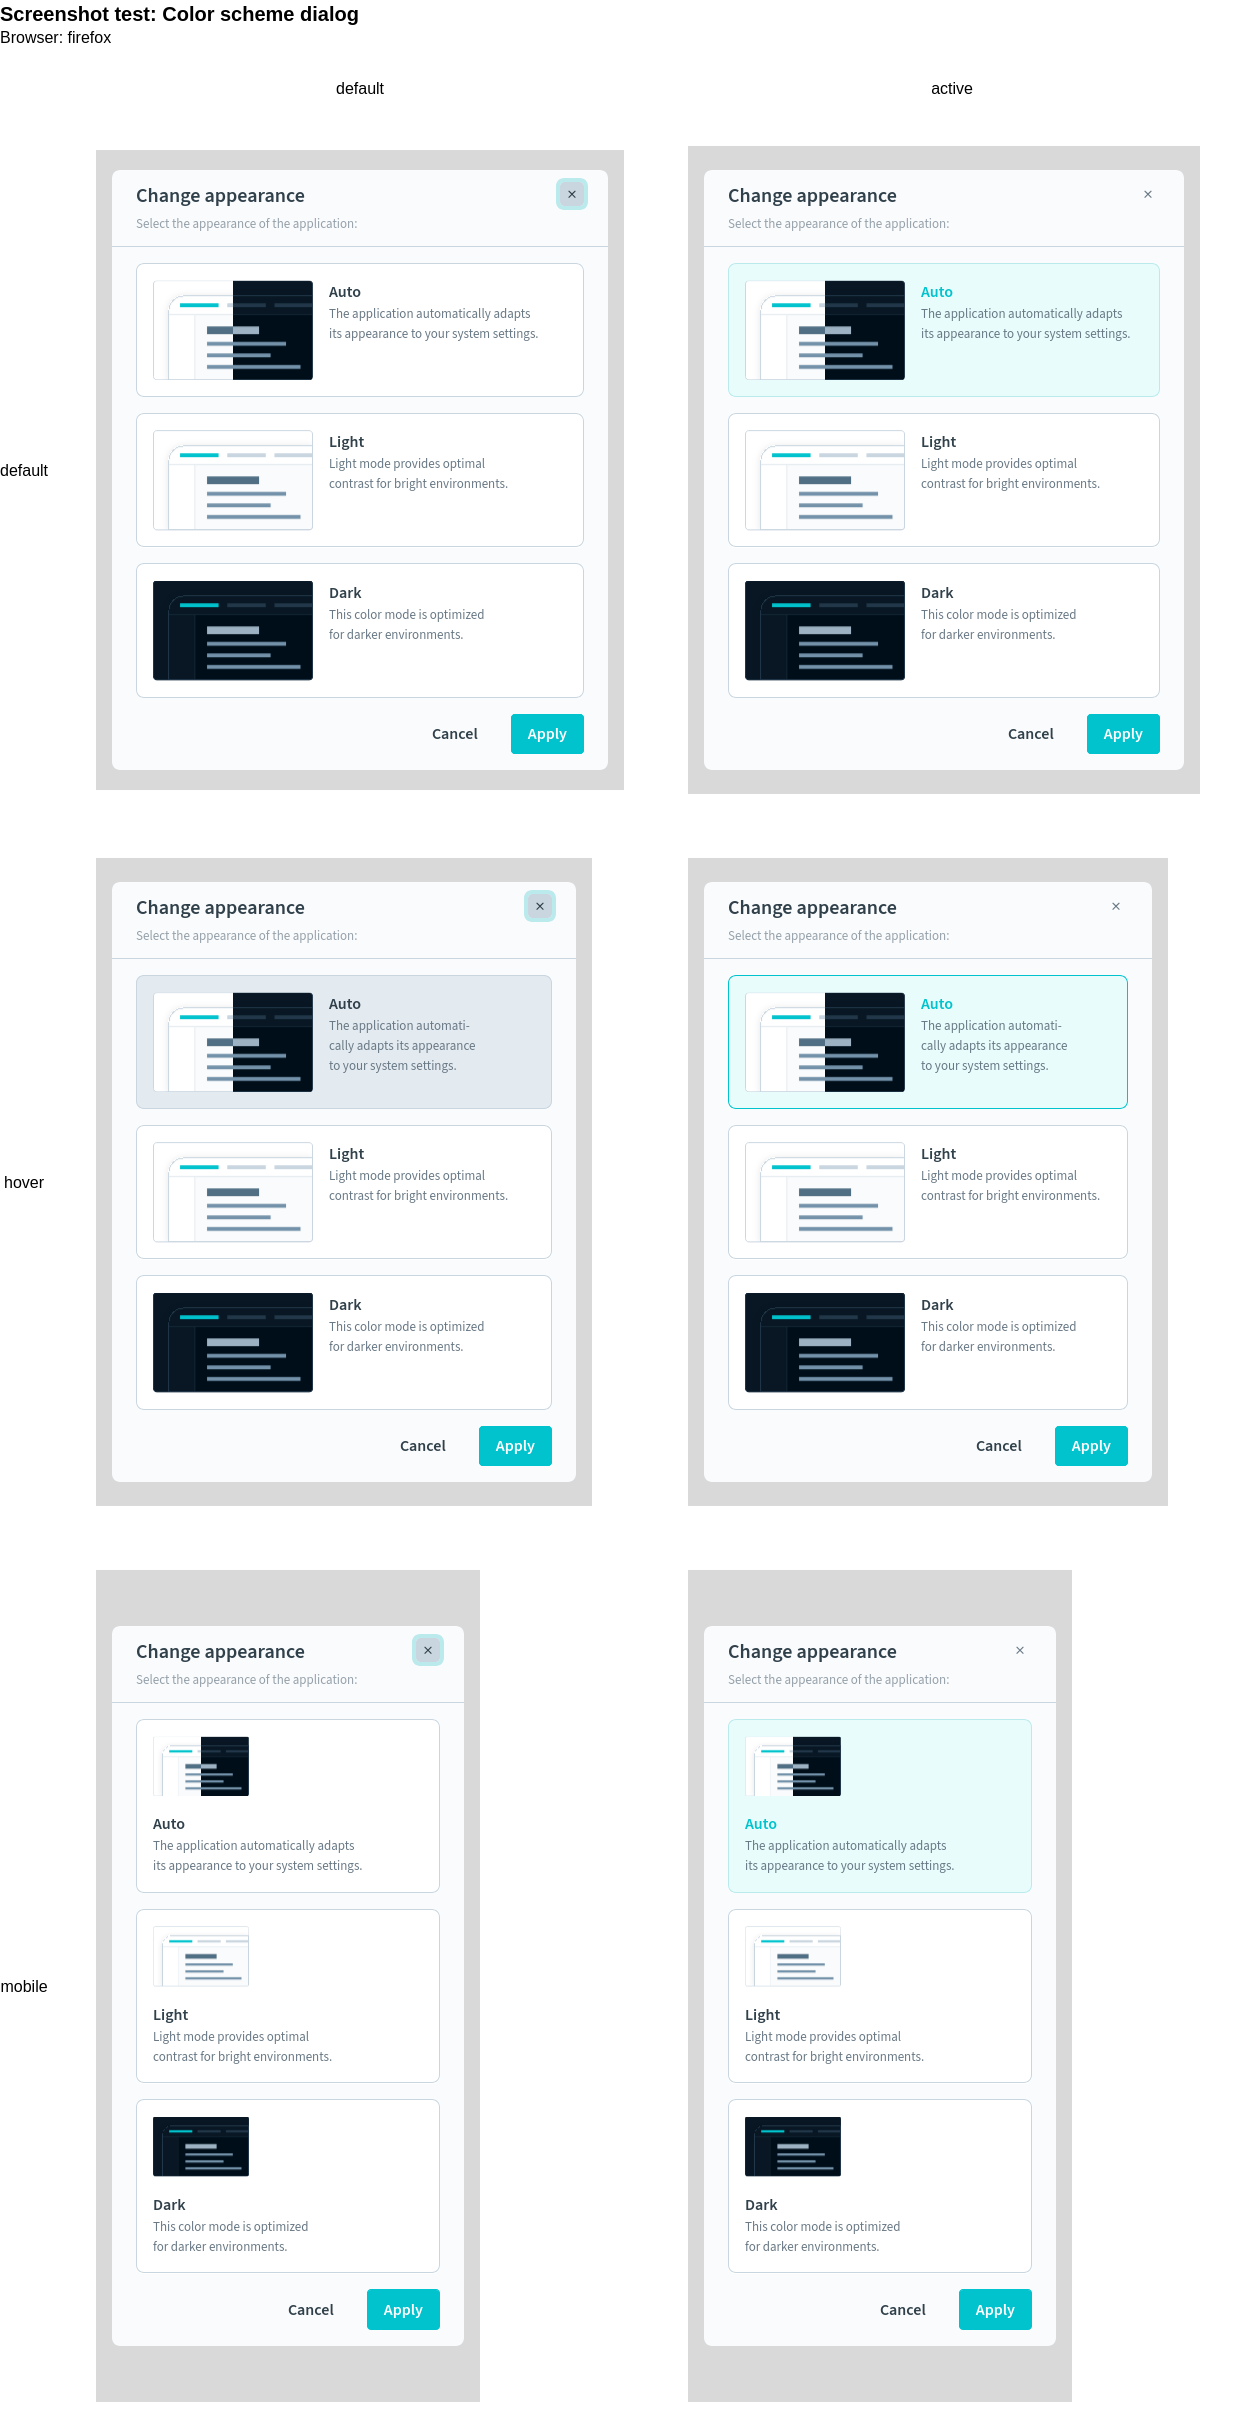 Screenshot test: Color scheme dialog
Browser: firefox
default
active
default
Change appearance
×
Select the appearance of the application:
Auto
The application automatically adapts
its appearance to your system settings.
Light
Light mode provides optimal
contrast for bright environments.
Dark
This color mode is optimized
for darker environments.
Cancel
Apply
Change appearance
×
Select the appearance of the application:
Auto
The application automatically adapts
its appearance to your system settings.
Light
Light mode provides optimal
contrast for bright environments.
Dark
This color mode is optimized
for darker environments.
Cancel
Apply
hover
Change appearance
×
Select the appearance of the application:
Auto
The application automati-
cally adapts its appearance
to your system settings.
Light
Light mode provides optimal
contrast for bright environments.
Dark
This color mode is optimized
for darker environments.
Cancel
Apply
Change appearance
×
Select the appearance of the application:
Auto
The application automati-
cally adapts its appearance
to your system settings.
Light
Light mode provides optimal
contrast for bright environments.
Dark
This color mode is optimized
for darker environments.
Cancel
Apply
mobile
Change appearance
×
Select the appearance of the application:
Auto
The application automatically adapts
its appearance to your system settings.
Light
Light mode provides optimal
contrast for bright environments.
Dark
This color mode is optimized
for darker environments.
Cancel
Apply
Change appearance
×
Select the appearance of the application:
Auto
The application automatically adapts
its appearance to your system settings.
Light
Light mode provides optimal
contrast for bright environments.
Dark
This color mode is optimized
for darker environments.
Cancel
Apply